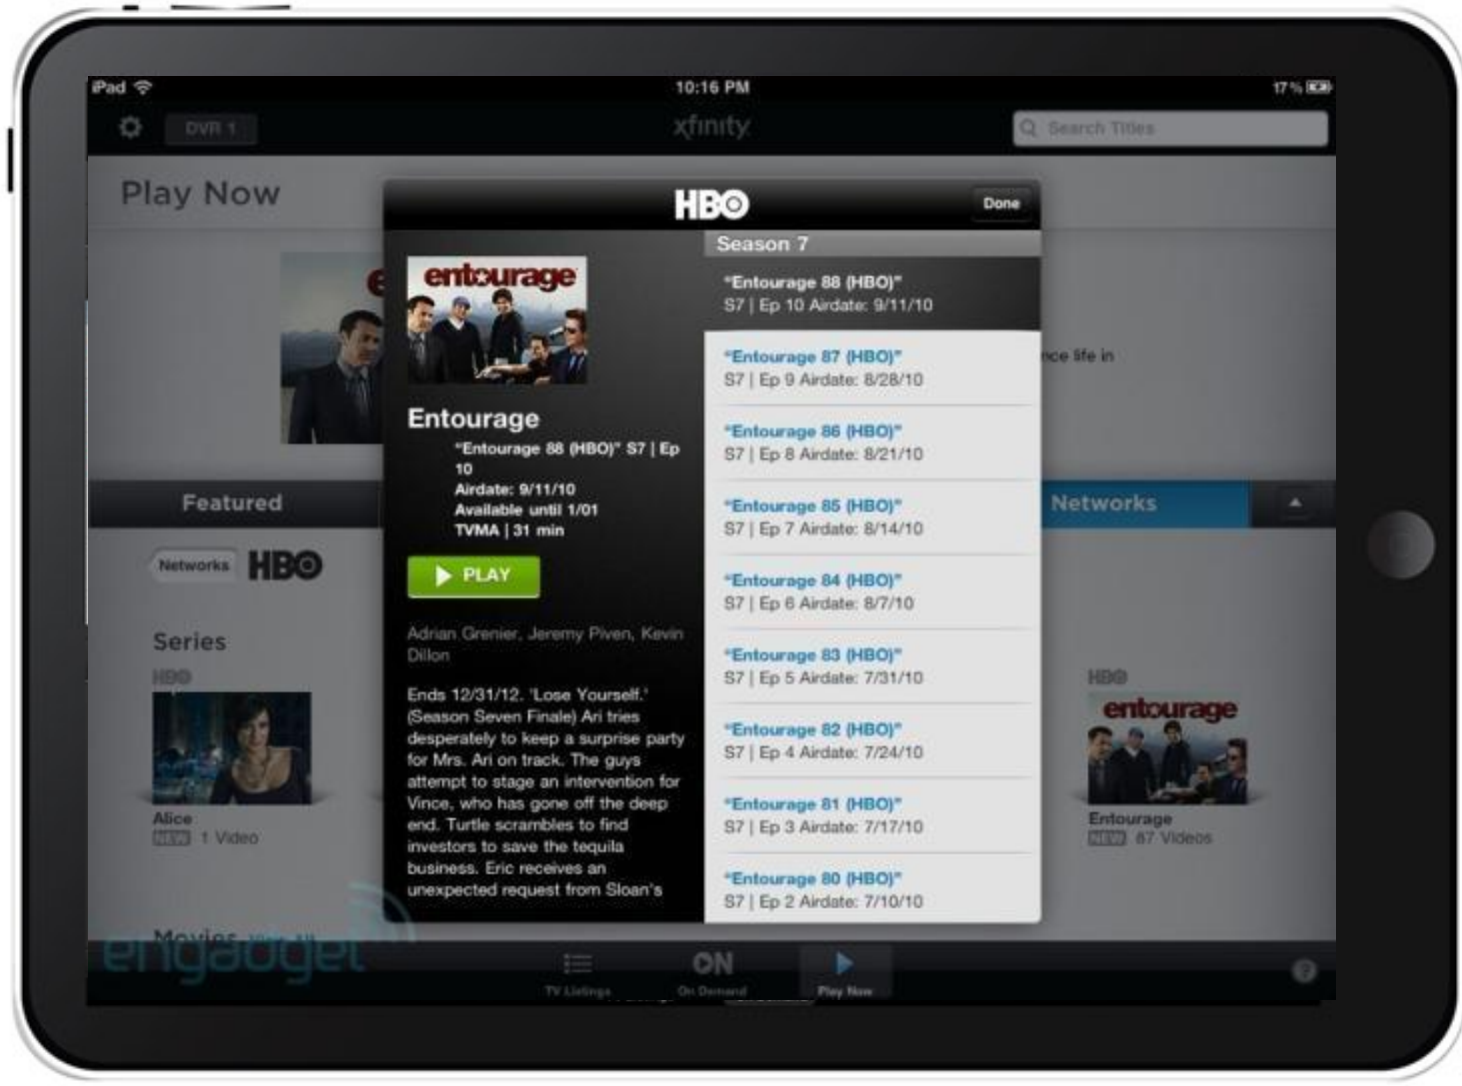 iPad 10:16 PM 17%
DVR 1 xfinity Search Titles
Play Now
HBO Done
entourage
Entourage
"Entourage 88 (HBO)" S7 | Ep
10
Airdate: 9/11/10
Available until 1/01
TVMA | 31 min
PLAY
Adrian Grenier, Jeremy Piven, Kevin
Dillon
Ends 12/31/12. 'Lose Yourself.'
(Season Seven Finale) Ari tries
desperately to keep a surprise party
for Mrs. Ari on track. The guys
attempt to stage an intervention for
Vince, who has gone off the deep
end. Turtle scrambles to find
investors to save the tequila
business. Eric receives an
unexpected request from Sloan's
Season 7
"Entourage 88 (HBO)"
S7 | Ep 10 Airdate: 9/11/10
"Entourage 87 (HBO)"
S7 | Ep 9 Airdate: 8/28/10
"Entourage 86 (HBO)"
S7 | Ep 8 Airdate: 8/21/10
"Entourage 85 (HBO)"
S7 | Ep 7 Airdate: 8/14/10
"Entourage 84 (HBO)"
S7 | Ep 6 Airdate: 8/7/10
"Entourage 83 (HBO)"
S7 | Ep 5 Airdate: 7/31/10
"Entourage 82 (HBO)"
S7 | Ep 4 Airdate: 7/24/10
"Entourage 81 (HBO)"
S7 | Ep 3 Airdate: 7/17/10
"Entourage 80 (HBO)"
S7 | Ep 2 Airdate: 7/10/10
nce life in
Featured
Networks
Networks HBO
Series
HBO
Alice
NEW 1 Video
HBO
entourage
Entourage
NEW 87 Videos
Movies
engadget
TV Listings On Demand Play Now